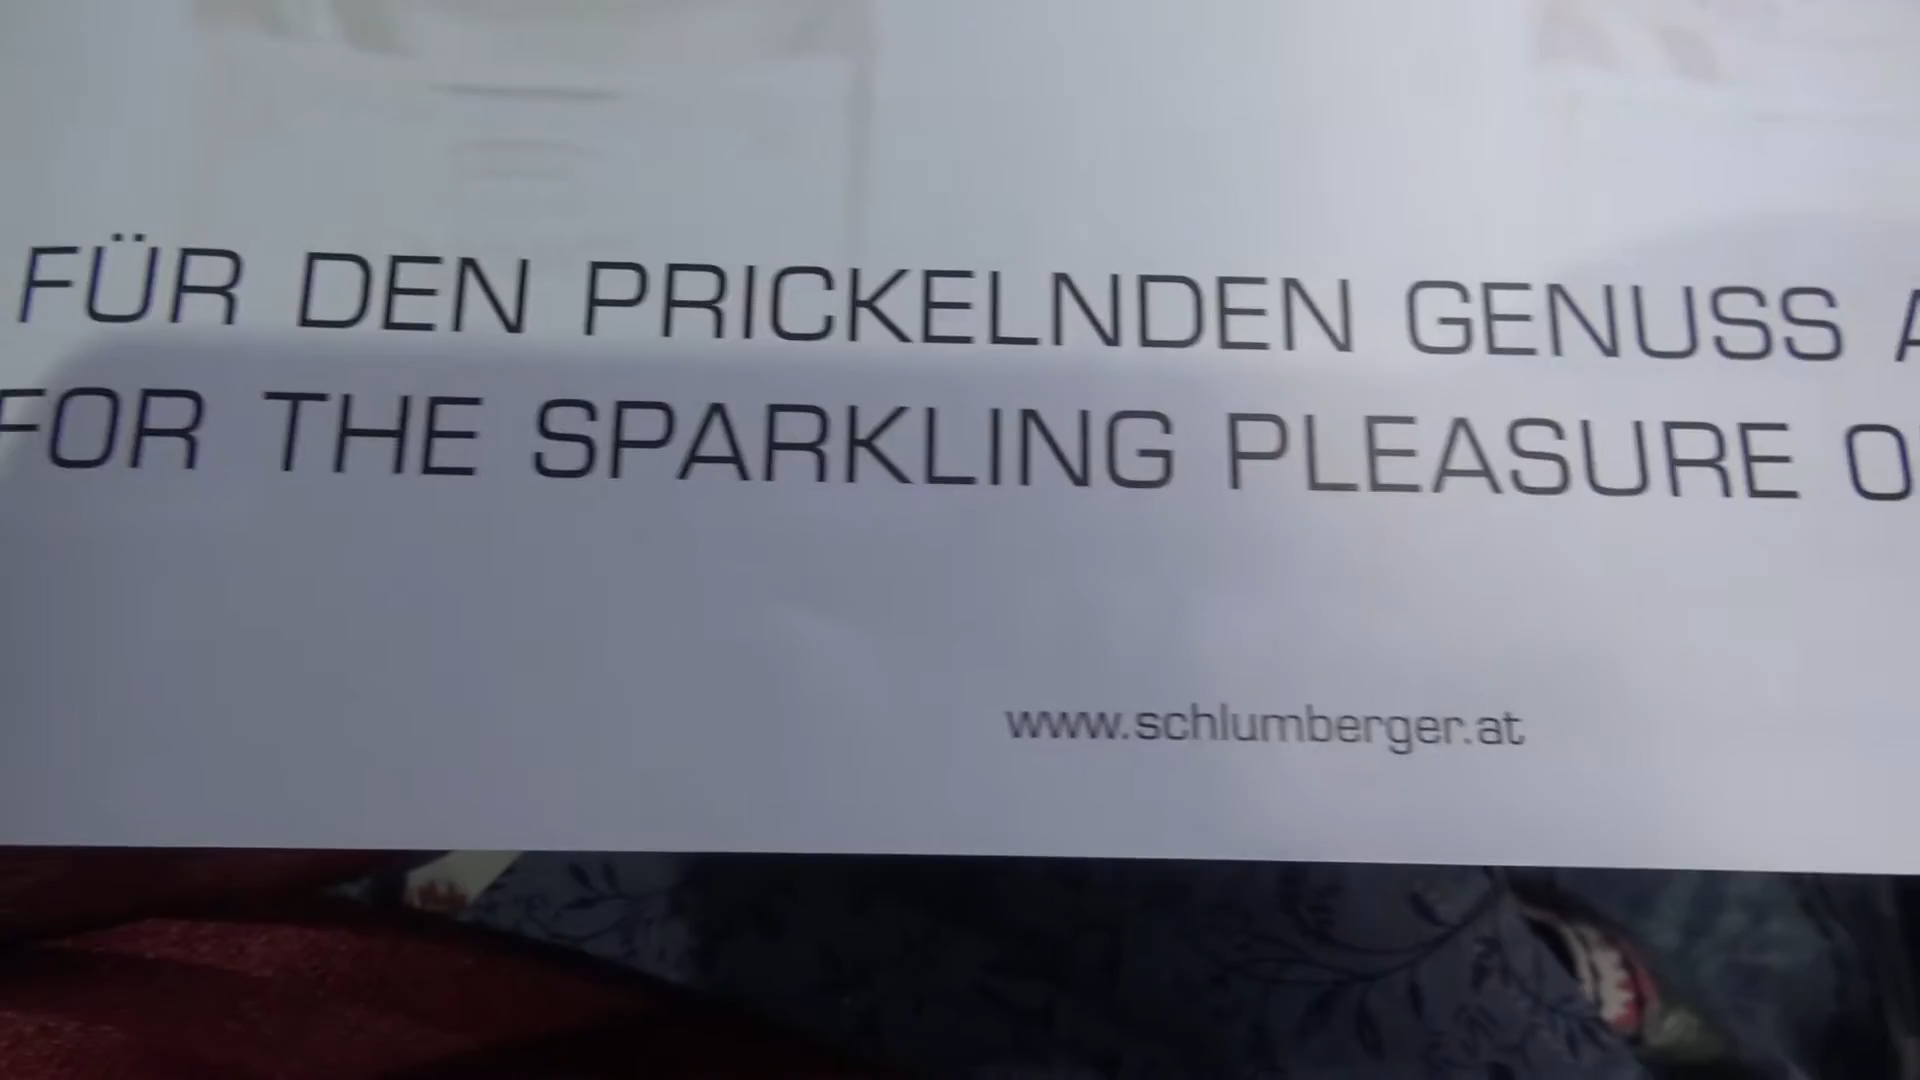 FÜR DEN PRICKELNDEN GENUSS
FOR THE SPARKLING PLEASURE
www.schlumberger.at